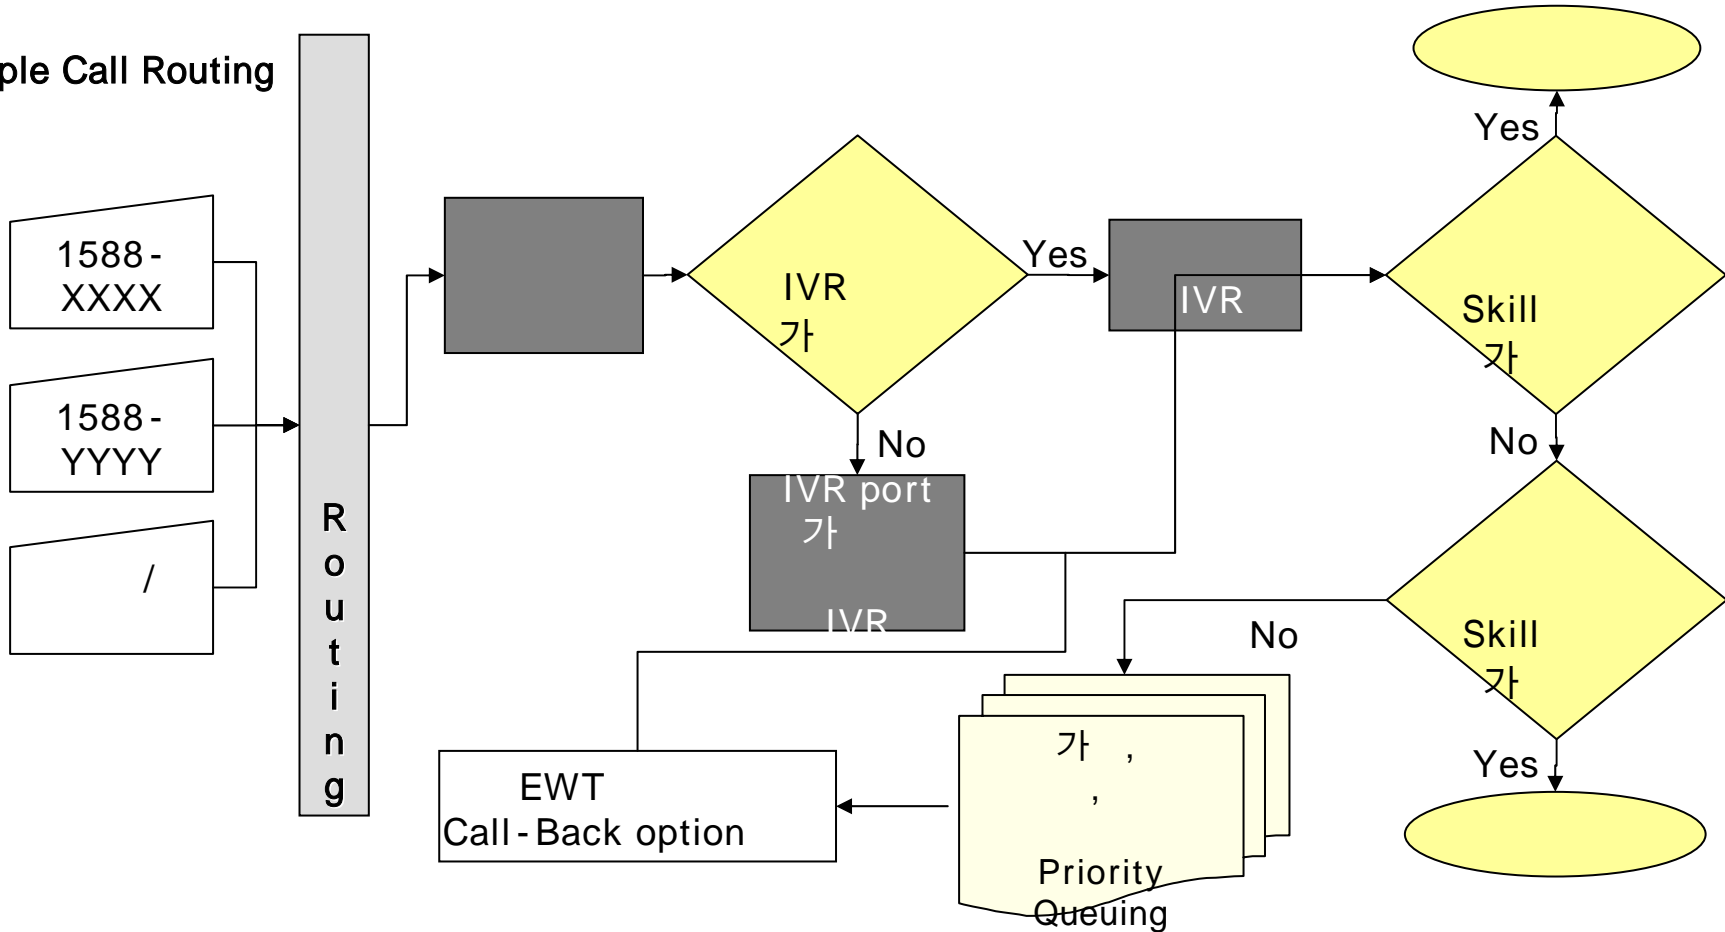 ple Call Routing
1588-
XXXX
1588-
YYYY
/
Routing
IVR
가
Yes
IVR
No
IVR port
가
IVR
Yes
Skill
가
No
Skill
가
No
Yes
가 ,
,
Priority
Queuing
EWT
Call-Back option